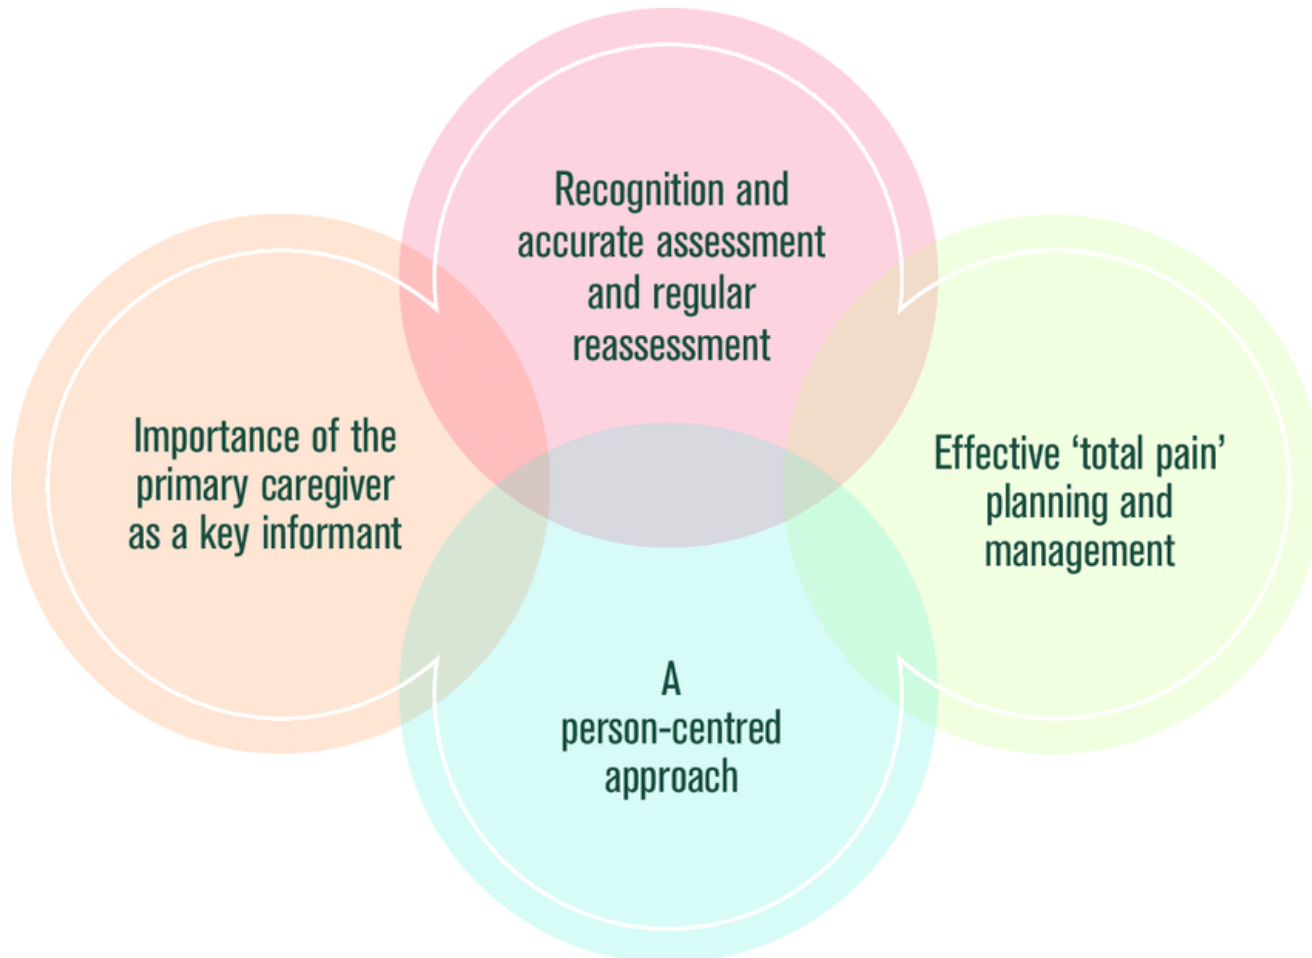 Recognition and
accurate assessment
and regular
reassessment
Importance of the
primary caregiver
as a key informant
Effective ‘total pain’
planning and
management
A
person-centred
approach